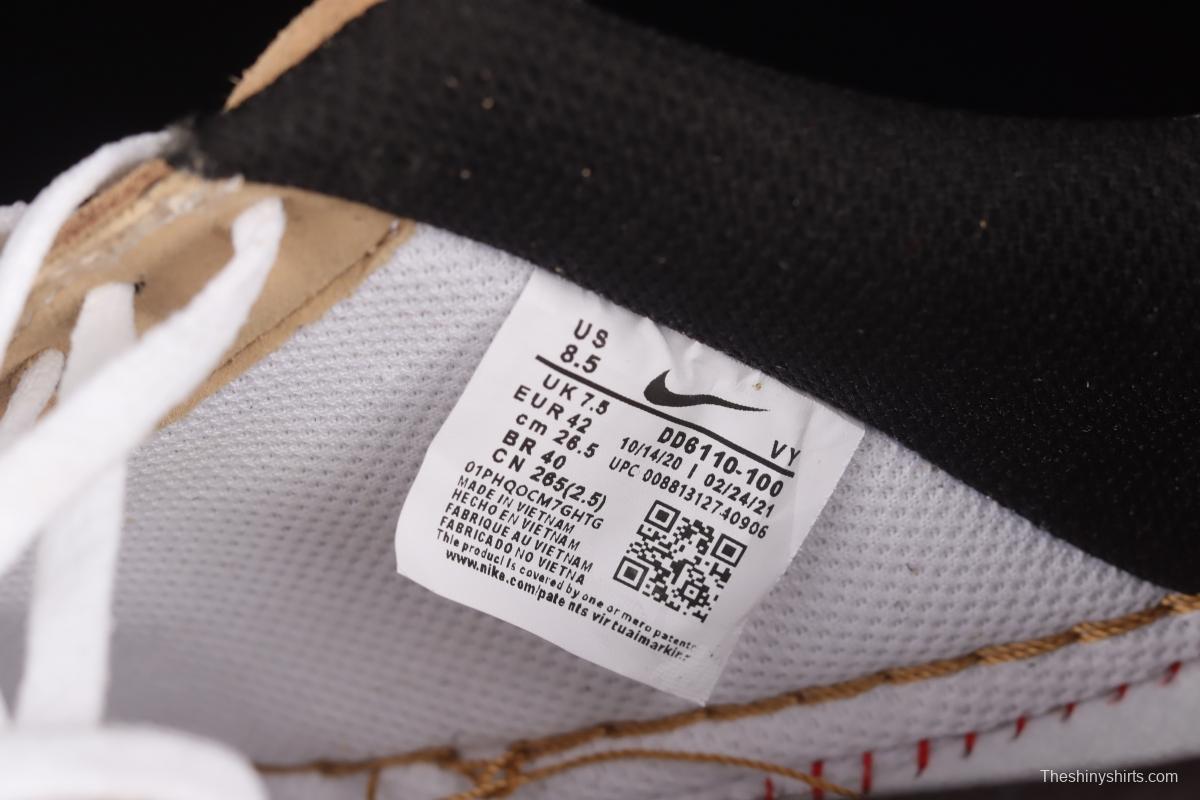 US
8.5
VY
UK 7.5
EUR 42
cm 26.5
BR 40
CN 265(2.5)
DD6110-100
10/14/20 | 02/24/21
UPC 00881312740906
01PHQOCM7GHTG
MADE IN VIETNAM
HECHO EN VIETNAM
FABRIQUE AU VIETNAM
FABRICADO NO VIETNA
This product is covered by one or more patents
www.nike.com/patents virtuaimarkin
Theshinyshirts.com